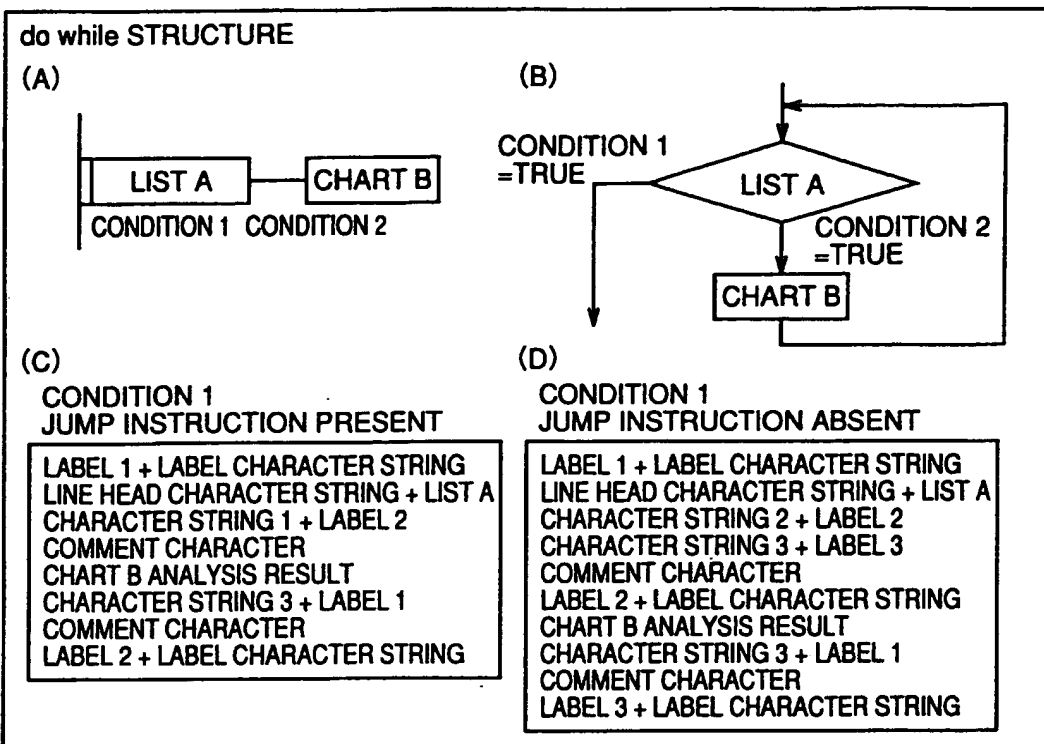 do while STRUCTURE
(A)
LIST A
CHART B
CONDITION 1 CONDITION 2
(B)
CONDITION 1
=TRUE
LIST A
CONDITION 2
=TRUE
CHART B
(C)
CONDITION 1
JUMP INSTRUCTION PRESENT
LABEL 1 + LABEL CHARACTER STRING
LINE HEAD CHARACTER STRING + LIST A
CHARACTER STRING 1 + LABEL 2
COMMENT CHARACTER
CHART B ANALYSIS RESULT
CHARACTER STRING 3 + LABEL 1
COMMENT CHARACTER
LABEL 2 + LABEL CHARACTER STRING
(D)
CONDITION 1
JUMP INSTRUCTION ABSENT
LABEL 1 + LABEL CHARACTER STRING
LINE HEAD CHARACTER STRING + LIST A
CHARACTER STRING 2 + LABEL 2
CHARACTER STRING 3 + LABEL 3
COMMENT CHARACTER
LABEL 2 + LABEL CHARACTER STRING
CHART B ANALYSIS RESULT
CHARACTER STRING 3 + LABEL 1
COMMENT CHARACTER
LABEL 3 + LABEL CHARACTER STRING